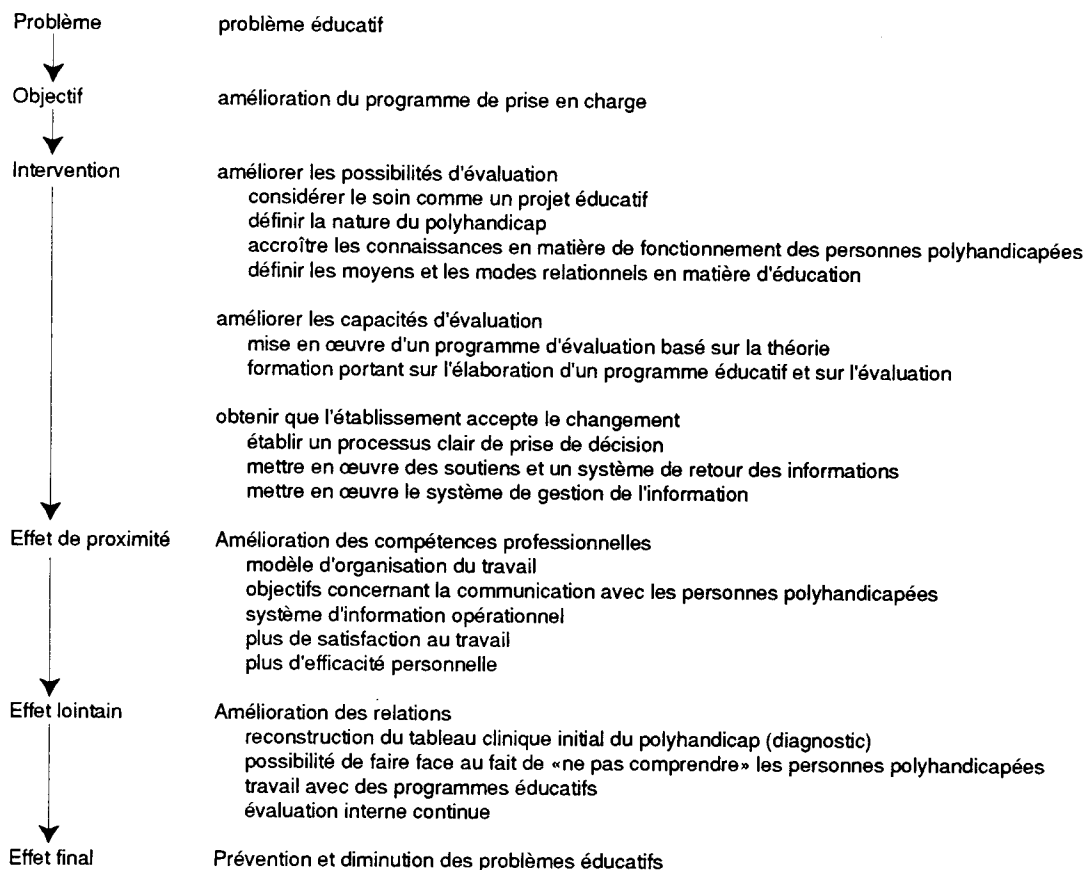 Problème problème éducatif
Objectif amélioration du programme de prise en charge
Intervention améliorer les possibilités d'évaluation
considérer le soin comme un projet éducatif
définir la nature du polyhandicap
accroître les connaissances en matière de fonctionnement des personnes polyhandicapées
définir les moyens et les modes relationnels en matière d'éducation
améliorer les capacités d'évaluation
mise en œuvre d'un programme d'évaluation basé sur la théorie
formation portant sur l'élaboration d'un programme éducatif et sur l'évaluation
obtenir que l'établissement accepte le changement
établir un processus clair de prise de décision
mettre en œuvre des soutiens et un système de retour des informations
mettre en œuvre le système de gestion de l'information
Effet de proximité Amélioration des compétences professionnelles
modèle d'organisation du travail
objectifs concernant la communication avec les personnes polyhandicapées
système d'information opérationnel
plus de satisfaction au travail
plus d'efficacité personnelle
Effet lointain Amélioration des relations
reconstruction du tableau clinique initial du polyhandicap (diagnostic)
possibilité de faire face au fait de «ne pas comprendre» les personnes polyhandicapées
travail avec des programmes éducatifs
évaluation interne continue
Effet final Prévention et diminution des problèmes éducatifs